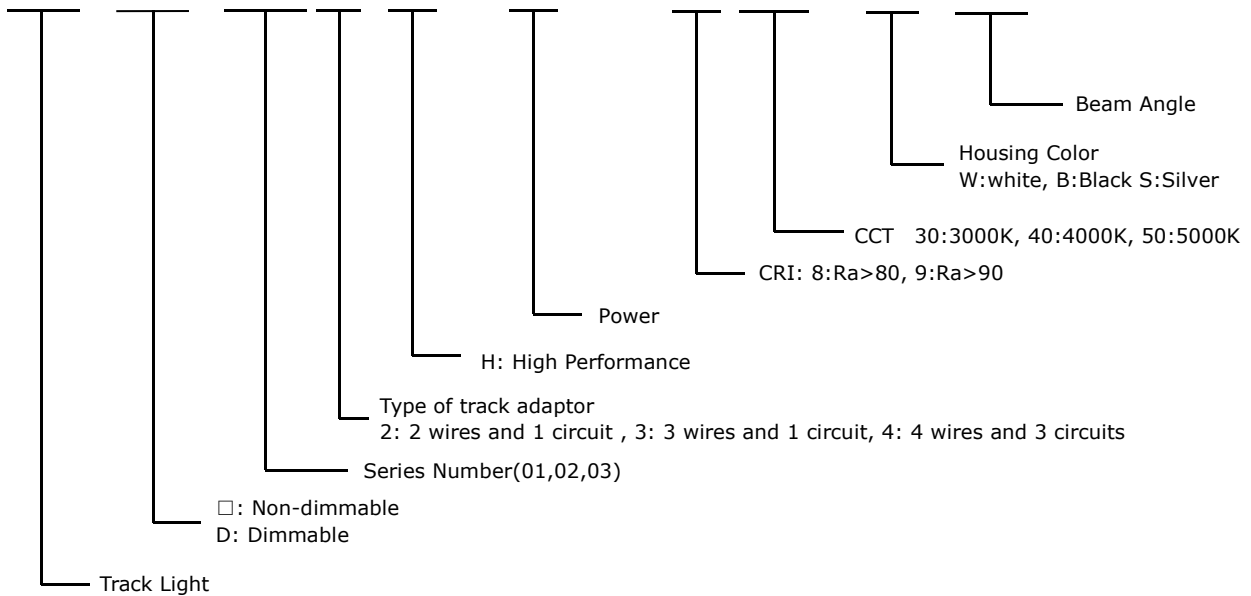 Beam Angle
Housing Color
W:white, B:Black S:Silver
CCT 30:3000K, 40:4000K, 50:5000K
CRI: 8:Ra>80, 9:Ra>90
Power
H: High Performance
Type of track adaptor
2: 2 wires and 1 circuit , 3: 3 wires and 1 circuit, 4: 4 wires and 3 circuits
Series Number(01,02,03)
□: Non-dimmable
D: Dimmable
Track Light